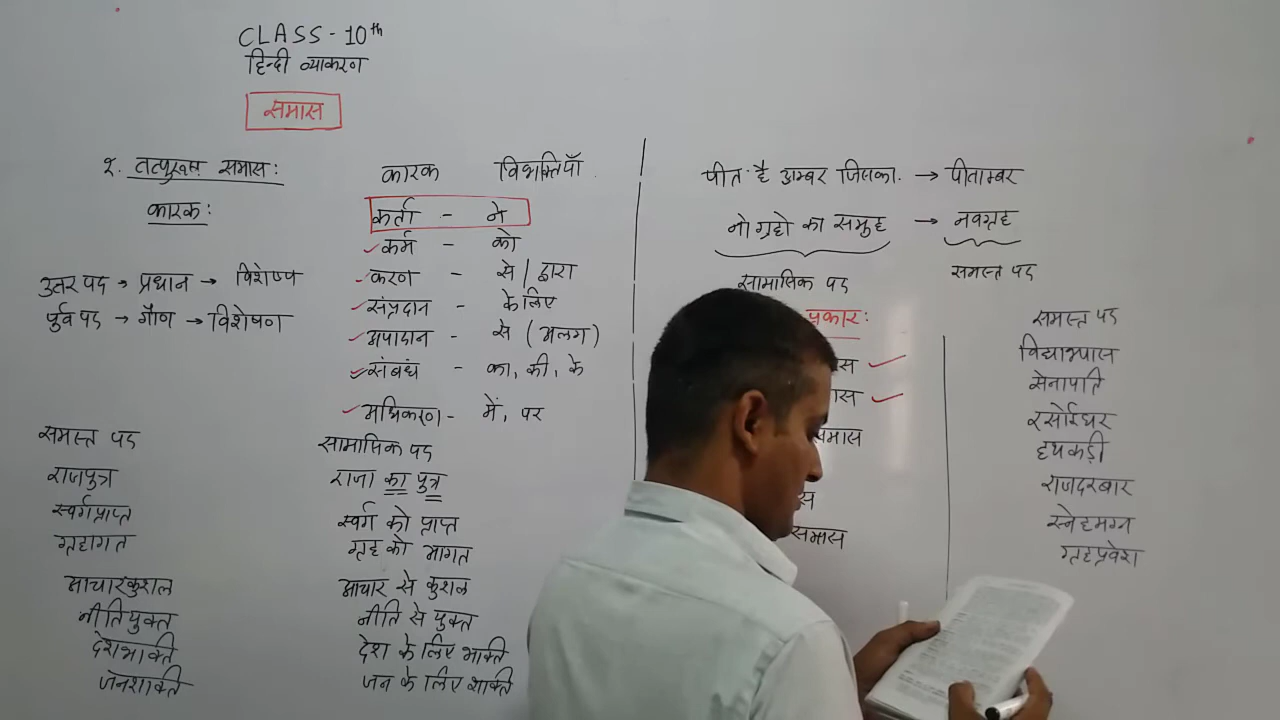 CLASS - 10th
हिन्दी व्याकरण
समास
२. तत्पुरूष समास:
कारक:
उत्तर पद → प्रधान → विशेष्य
पूर्व पद → गौण → विशेषण
कारक विभक्तियाँ
कर्ता - ने
कर्म - को
करण - से / द्वारा
संप्रदान - के लिए
अपादान - से ( अलग )
संबंध - का, की, के
अधिकरण - में, पर
समस्त पद सामासिक पद
राजपुत्र राजा का पुत्र
स्वर्गप्राप्त स्वर्ग को प्राप्त
गृहागत गृह को आगत
आचारकुशल आचार से कुशल
नीतियुक्त नीति से युक्त
देशभक्ति देश के लिए भक्ति
जनशक्ति जन के लिए शक्ति
पीत है अम्बर जिसका → पीताम्बर
नो ग्रहो का समुह → नवग्रह
सामासिक पद समस्त पद
प्रकार:
ास
ास
समास
स
समास
समस्त पद
विद्याभ्यास
सेनापति
रसोईघर
हथकड़ी
राजदरबार
स्नेहमग्न
गृहप्रवेश